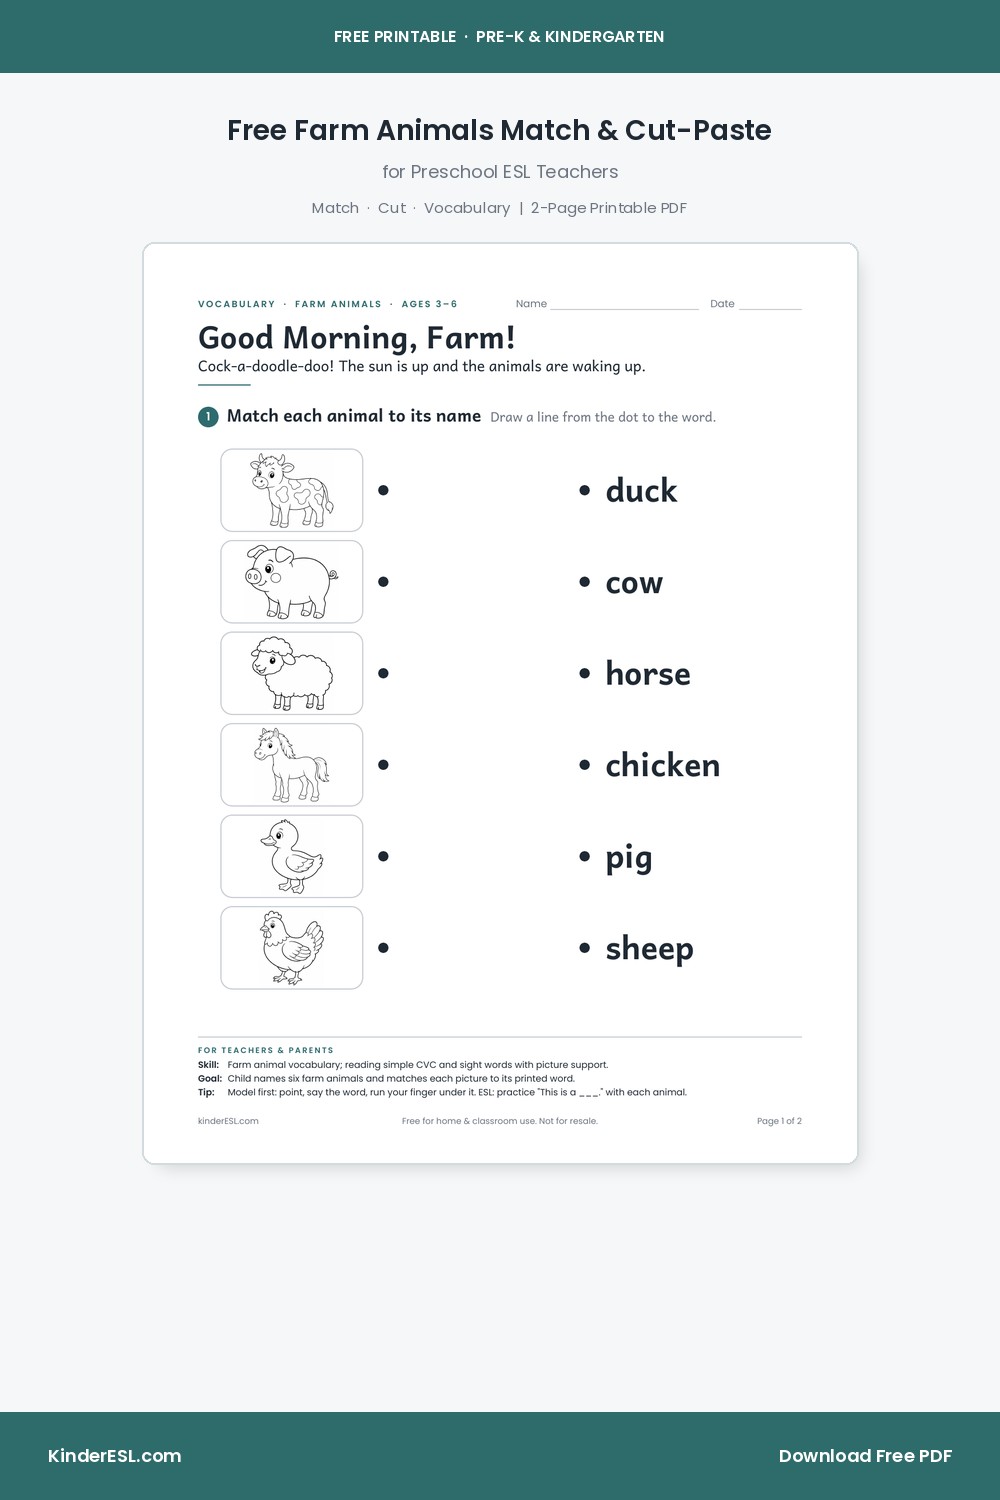 FREE PRINTABLE · PRE-K & KINDERGARTEN
Free Farm Animals Match & Cut-Paste
for Preschool ESL Teachers
Match · Cut · Vocabulary | 2-Page Printable PDF
VOCABULARY · FARM ANIMALS · AGES 3–6 Name Date
Good Morning, Farm!
Cock-a-doodle-doo! The sun is up and the animals are waking up.
1 Match each animal to its name Draw a line from the dot to the word.
• • duck
• • cow
• • horse
• • chicken
• • pig
• • sheep
FOR TEACHERS & PARENTS
Skill: Farm animal vocabulary; reading simple CVC and sight words with picture support.
Goal: Child names six farm animals and matches each picture to its printed word.
Tip: Model first: point, say the word, run your finger under it. ESL: practice "This is a ___." with each animal.
kinderESL.com Free for home & classroom use. Not for resale. Page 1 of 2
KinderESL.com Download Free PDF